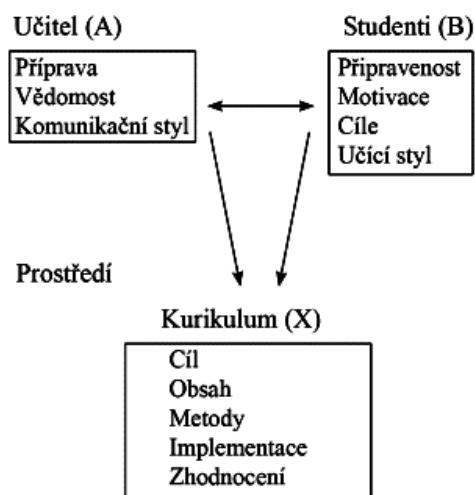 Učitel (A)
Příprava
Vědomost
Komunikační styl
Studenti (B)
Připravenost
Motivace
Cíle
Učící styl
Prostředí
Kurikulum (X)
Cíl
Obsah
Metody
Implementace
Zhodnocení